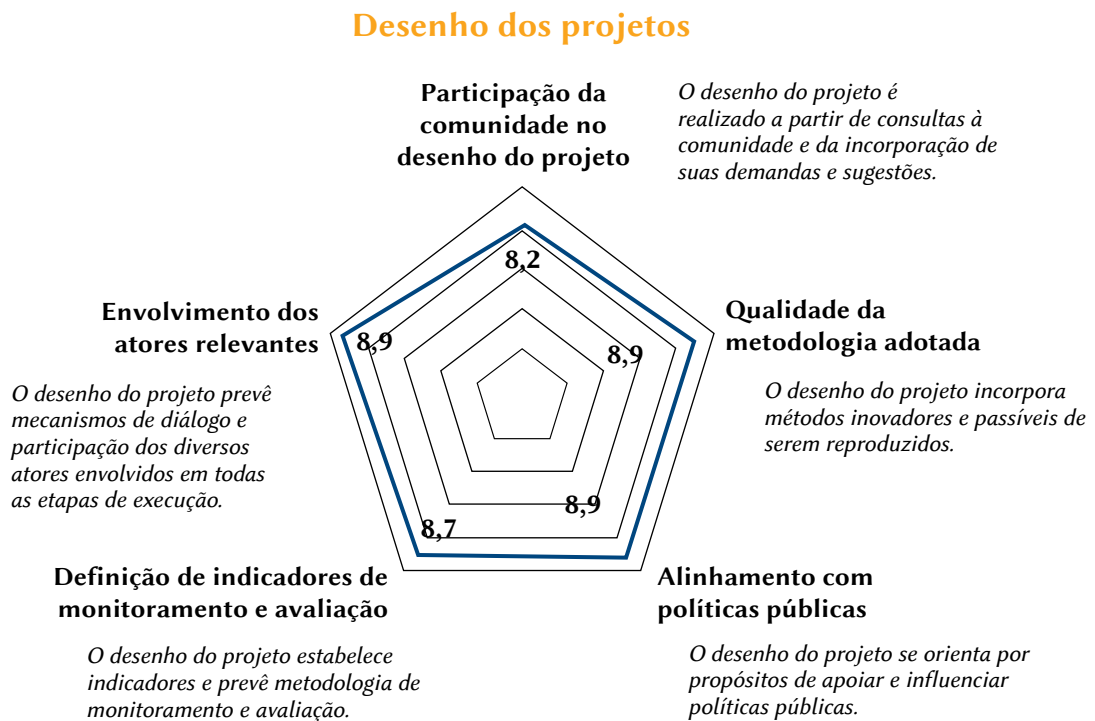 Desenho dos projetos
Participação da
comunidade no
desenho do projeto
O desenho do projeto é
realizado a partir de consultas à
comunidade e da incorporação de
suas demandas e sugestões.
8,2
Envolvimento dos
atores relevantes
8,9
O desenho do projeto prevê
mecanismos de diálogo e
participação dos diversos
atores envolvidos em todas
as etapas de execução.
8,9
Qualidade da
metodologia adotada
O desenho do projeto incorpora
métodos inovadores e passíveis de
serem reproduzidos.
8,7
Definição de indicadores de
monitoramento e avaliação
O desenho do projeto estabelece
indicadores e prevê metodologia de
monitoramento e avaliação.
8,9
Alinhamento com
políticas públicas
O desenho do projeto se orienta por
propósitos de apoiar e influenciar
políticas públicas.